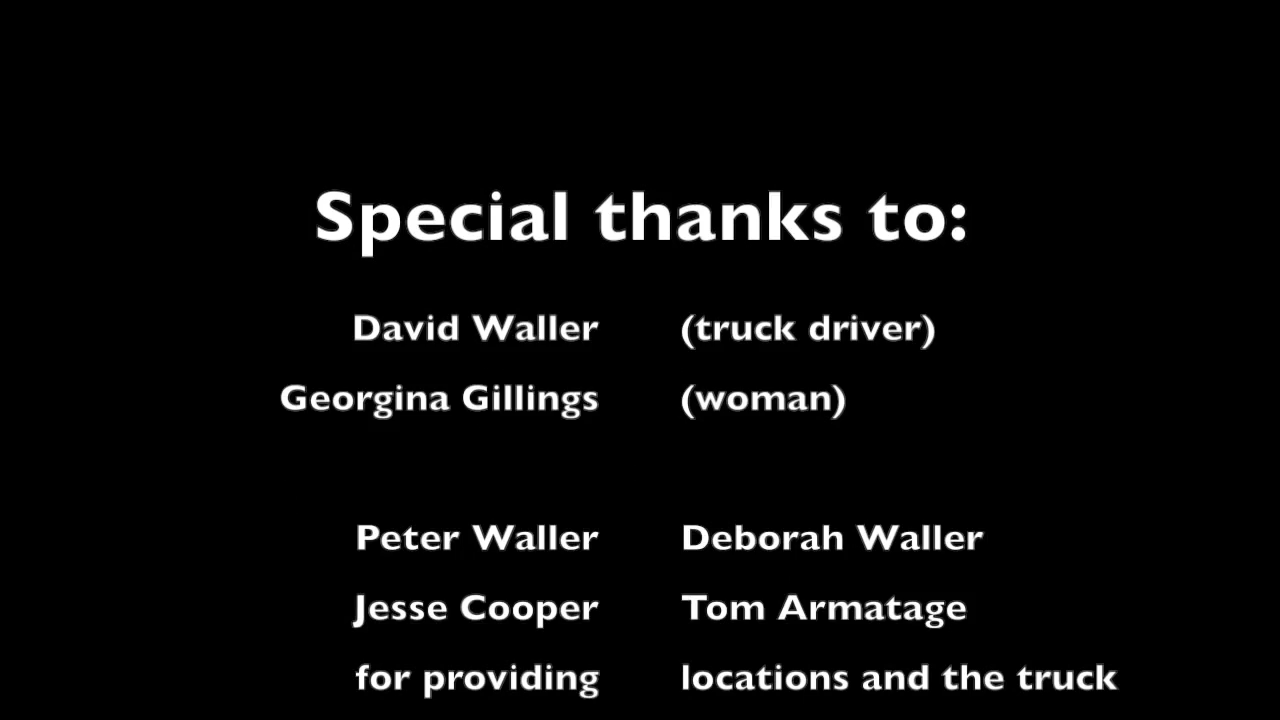 Special thanks to:
David Waller (truck driver)
Georgina Gillings (woman)
Peter Waller Deborah Waller
Jesse Cooper Tom Armatage
for providing locations and the truck